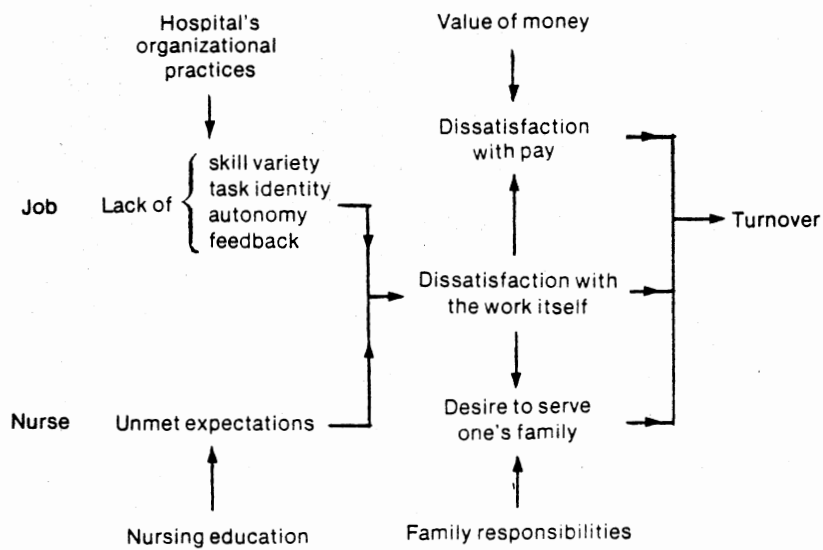 Hospital's
organizational
practices
Value of money
Dissatisfaction
with pay
Job
Lack of
skill variety
task identity
autonomy
feedback
Turnover
Dissatisfaction with
the work itself
Nurse
Unmet expectations
Desire to serve
one's family
Nursing education
Family responsibilities